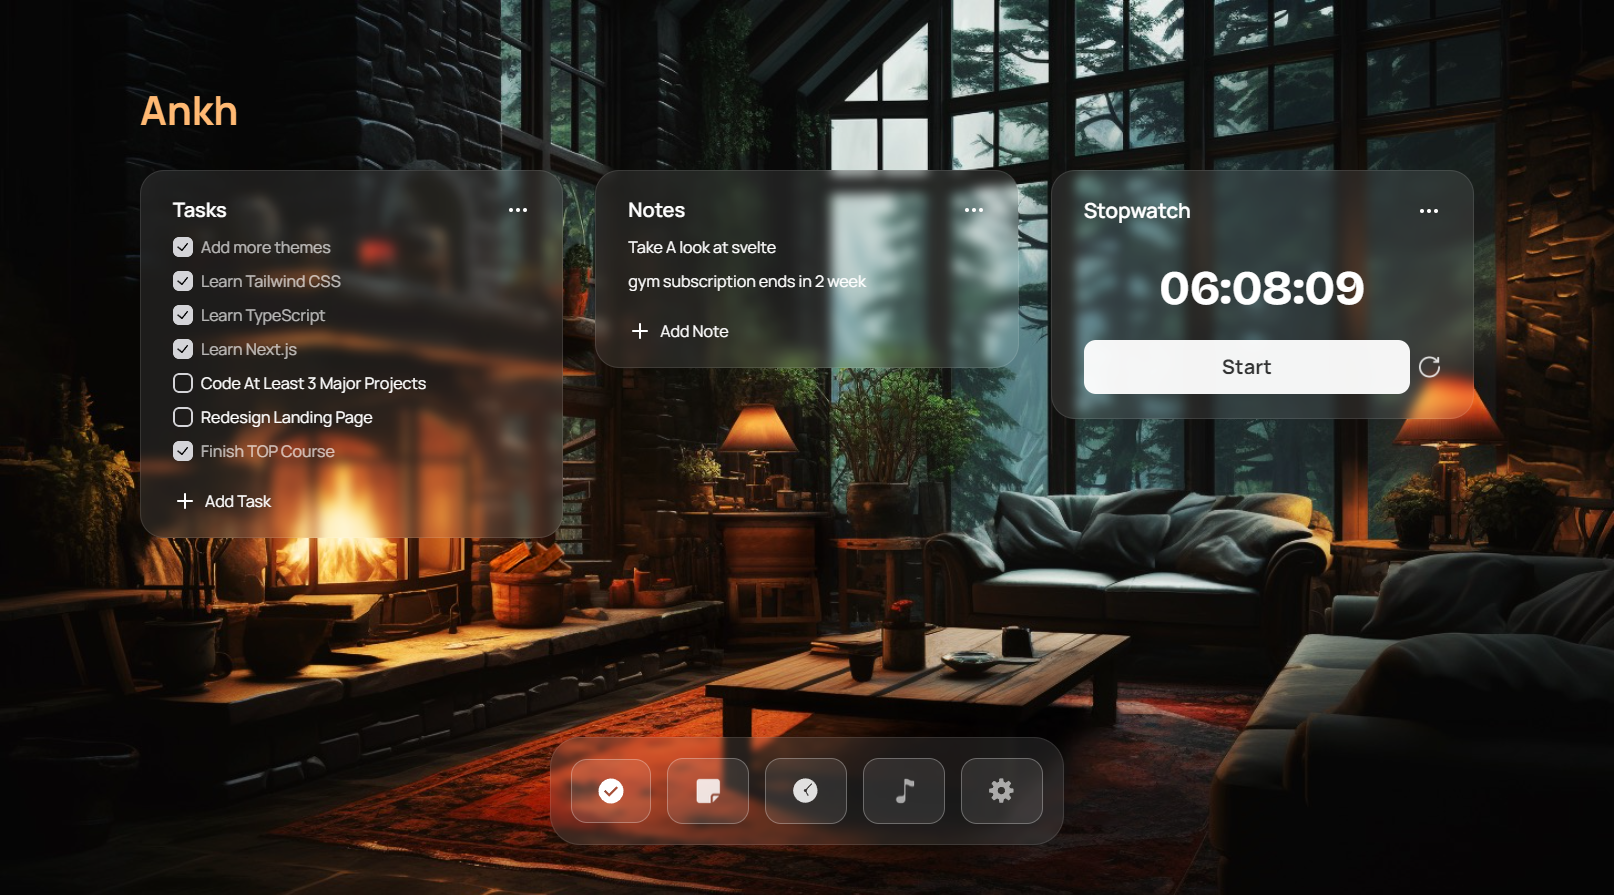 Ankh
Tasks
Add more themes
Learn Tailwind CSS
Learn TypeScript
Learn Next.js
Code At Least 3 Major Projects
Redesign Landing Page
Finish TOP Course
Add Task
Notes
Take A look at svelte
gym subscription ends in 2 week
Add Note
Stopwatch
06:08:09
Start